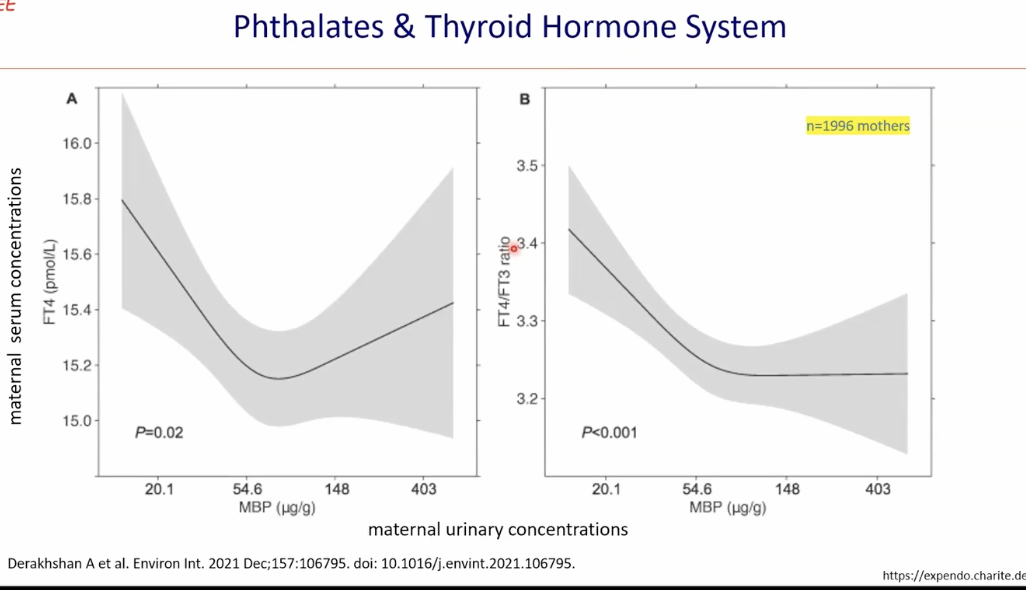 Phthalates & Thyroid Hormone System
A
B
n=1996 mothers
maternal serum concentrations
FT4 (pmol/L)
16.0
15.8
15.6
15.4
15.2
15.0
P=0.02
20.1 54.6 148 403
MBP (µg/g)
FT4/FT3 ratio
3.5
3.4
3.3
3.2
P<0.001
20.1 54.6 148 403
MBP (µg/g)
maternal urinary concentrations
Derakhshan A et al. Environ Int. 2021 Dec;157:106795. doi: 10.1016/j.envint.2021.106795.
https://expendo.charite.de